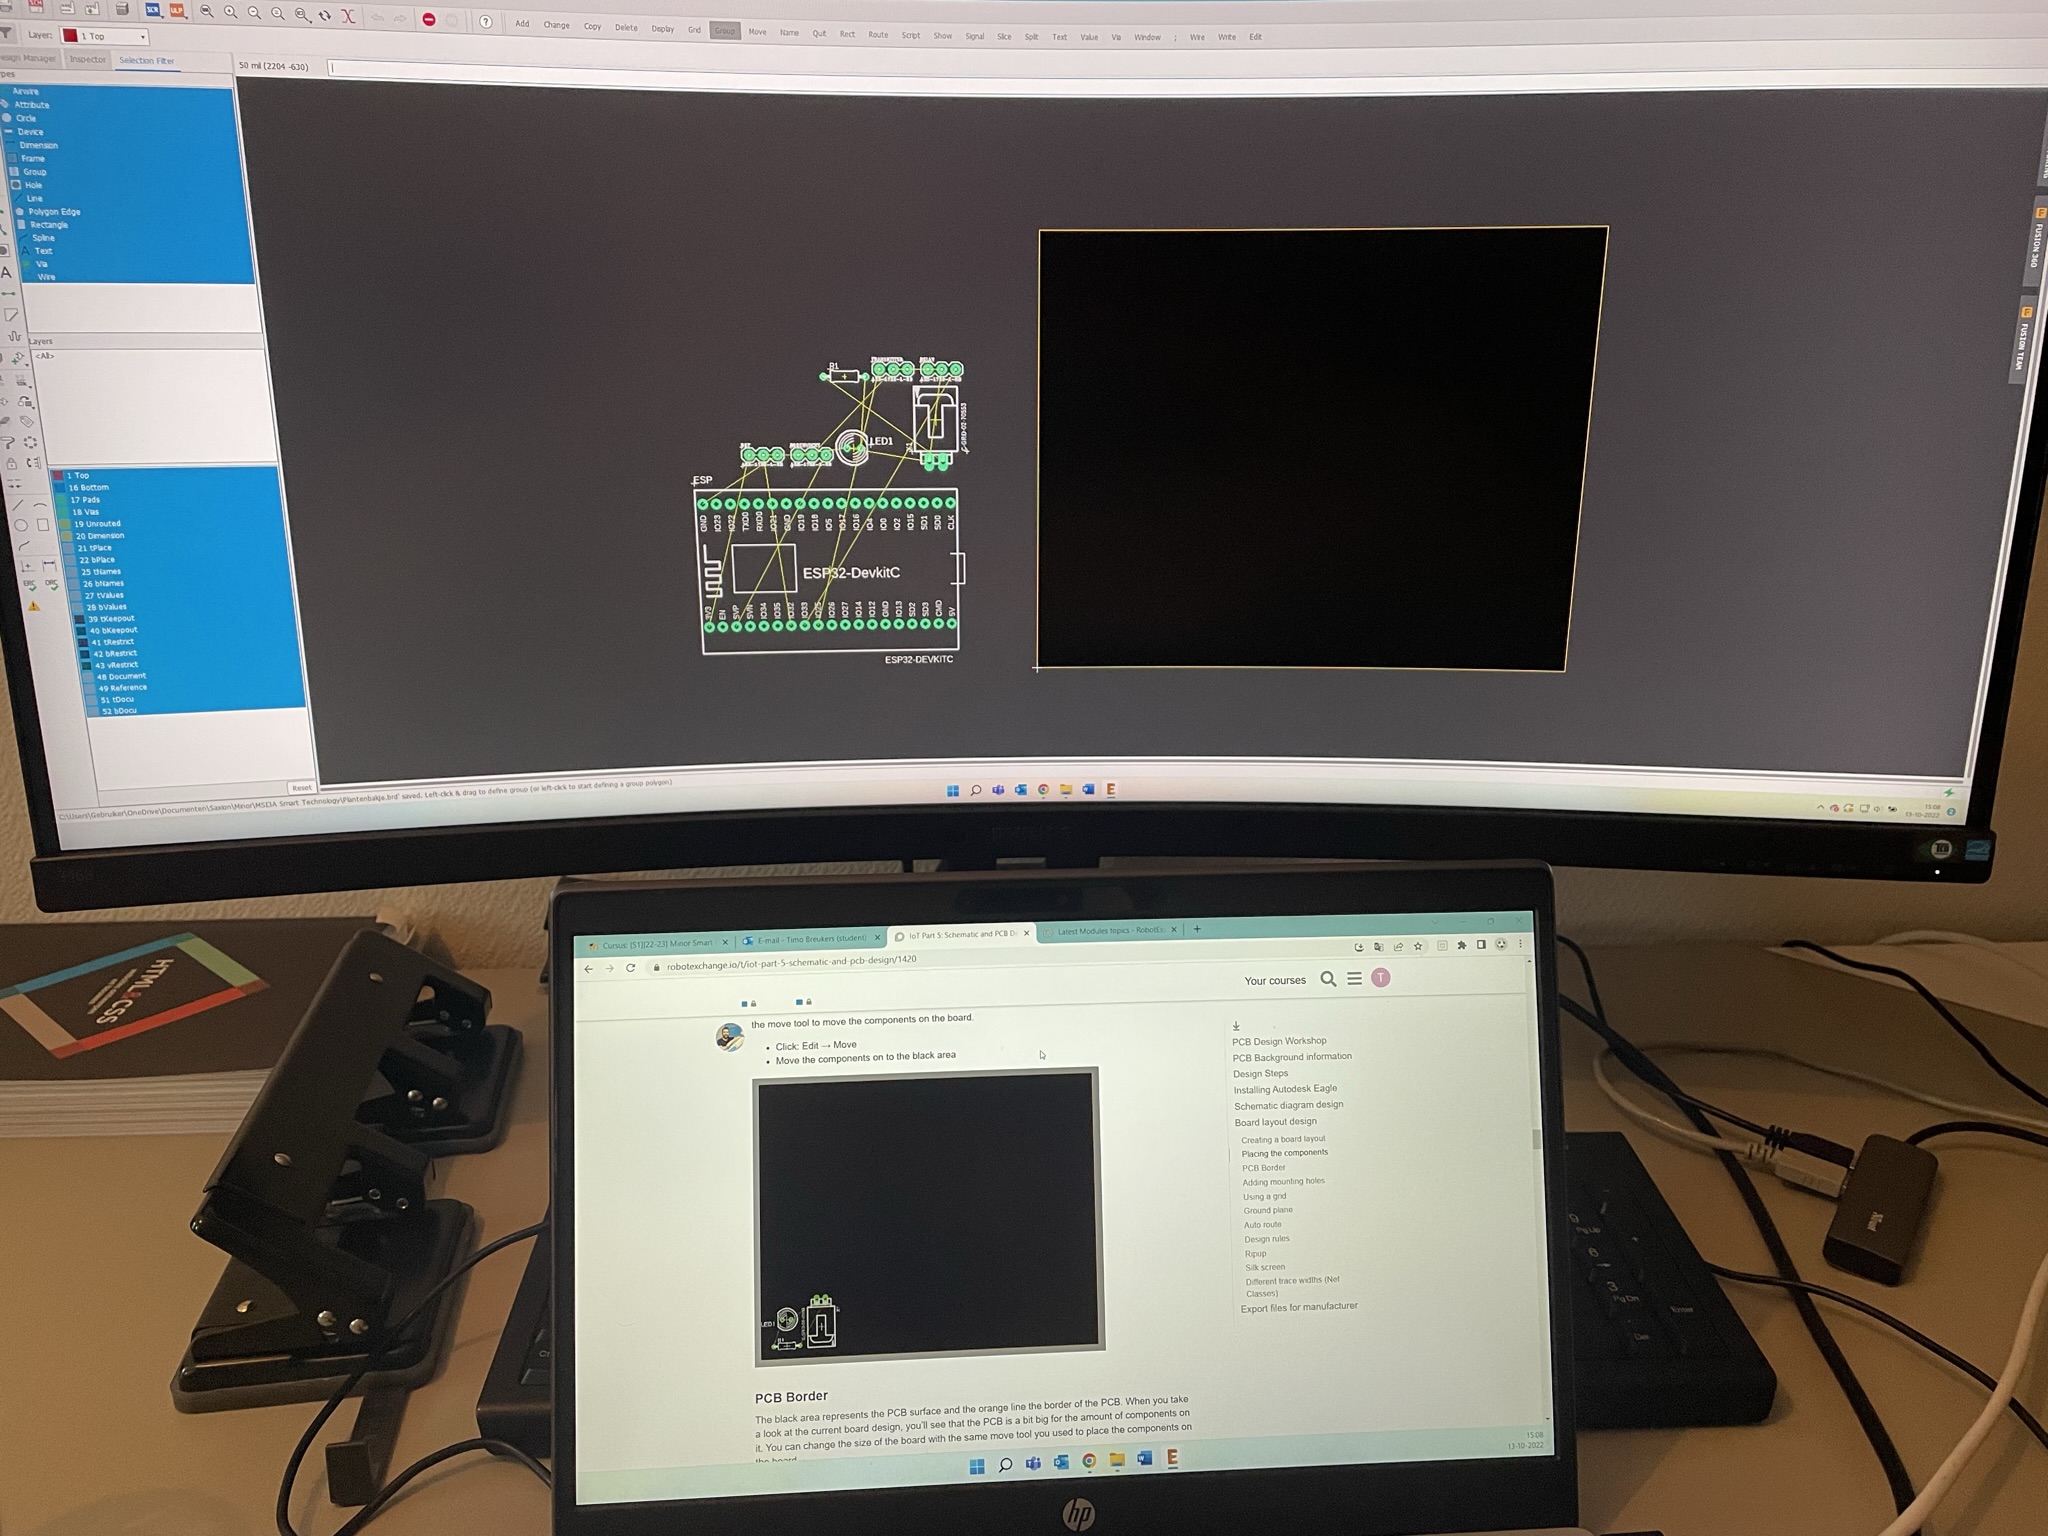 SCR
ULP
Add Change Copy Delete Display Grid Group Move Name Quit Rect Route Script Show Signal Slice Split Text Value Via Window ; Wire Write Edit
Layer: 1 Top
Design Manager Inspector Selection Filter
50 mil (2204 -630)
Airwire
Attribute
Circle
Device
Dimension
Frame
Group
Hole
Line
Polygon Edge
Rectangle
Spline
Text
Via
Wire
Layers
<All>
1 Top
16 Bottom
17 Pads
18 Vias
19 Unrouted
20 Dimension
21 tPlace
22 bPlace
25 tNames
26 bNames
27 tValues
28 bValues
39 tKeepout
40 bKeepout
41 tRestrict
42 bRestrict
43 vRestrict
48 Document
49 Reference
51 tDocu
52 bDocu
Reset
R1
LED1
ESP
GND IO23 IO22 TXD0 RXD0 IO21 GND IO19 IO18 IO5 IO17 IO16 IO4 IO0 IO2 IO15 SD1 SD0 CLK
ESP32-DevkitC
3V3 EN SVP SVN IO34 IO35 IO32 IO33 IO25 IO26 IO27 IO14 IO12 GND IO13 SD2 SD3 CMD 5V
ESP32-DEVKITC
FUSION 360
FUSION TEAM
'C:\Users\Gebruiker\OneDrive\Documenten\Saxion\Minor\MSI3A Smart Technology\Plantenbakje.brd' saved. Left-click & drag to define group (or left-click to start defining a group polygon)
15:08
13-10-2022
HTML&CSS
Cursus: [S1][22-23] Minor Smart
E-mail - Timo Breukers (student)
IoT Part 5: Schematic and PCB D
Latest Modules topics - RobotEx
robotexchange.io/t/iot-part-5-schematic-and-pcb-design/1420
Your courses
T
the move tool to move the components on the board.
• Click: Edit → Move
• Move the components on to the black area
LED1
PCB Border
The black area represents the PCB surface and the orange line the border of the PCB. When you take
a look at the current board design, you'll see that the PCB is a bit big for the amount of components on
it. You can change the size of the board with the same move tool you used to place the components on
the board
PCB Design Workshop
PCB Background information
Design Steps
Installing Autodesk Eagle
Schematic diagram design
Board layout design
Creating a board layout
Placing the components
PCB Border
Adding mounting holes
Using a grid
Ground plane
Auto route
Design rules
Ripup
Silk screen
Different trace widths (Net
Classes)
Export files for manufacturer
15:08
13-10-2022
hp